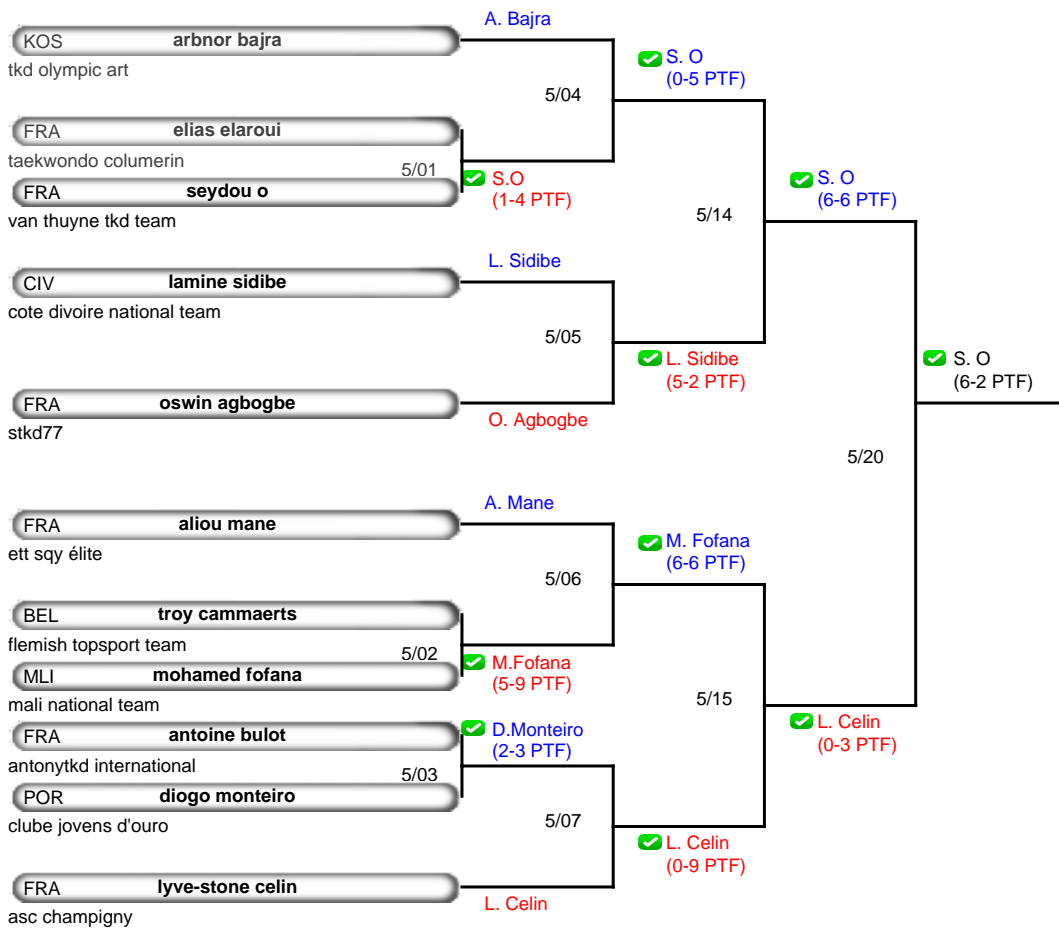 A. Bajra
KOS arbnor bajra
tkd olympic art
S. O
(0-5 PTF)
5/04
FRA elias elaroui
taekwondo columerin
5/01
FRA seydou o
van thuyne tkd team
S.O
(1-4 PTF)
S. O
(6-6 PTF)
5/14
L. Sidibe
CIV lamine sidibe
cote divoire national team
5/05
L. Sidibe
(5-2 PTF)
FRA oswin agbogbe
stkd77
O. Agbogbe
S. O
(6-2 PTF)
5/20
A. Mane
FRA aliou mane
ett sqy élite
M. Fofana
(6-6 PTF)
5/06
BEL troy cammaerts
flemish topsport team
5/02
MLI mohamed fofana
mali national team
M.Fofana
(5-9 PTF)
5/15
L. Celin
(0-3 PTF)
FRA antoine bulot
antonytkd international
D.Monteiro
(2-3 PTF)
5/03
POR diogo monteiro
clube jovens d'ouro
5/07
L. Celin
(0-9 PTF)
FRA lyve-stone celin
asc champigny
L. Celin